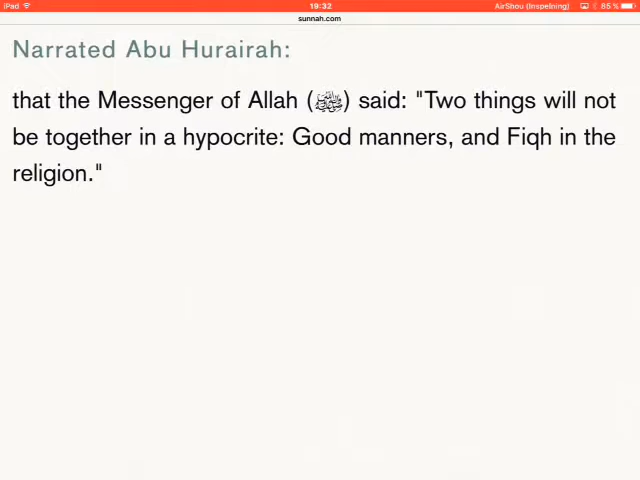 iPad 19:32 AirShou (Inspelning) 85 %
sunnah.com
Narrated Abu Hurairah:
that the Messenger of Allah (ﷺ) said: "Two things will not
be together in a hypocrite: Good manners, and Fiqh in the
religion."